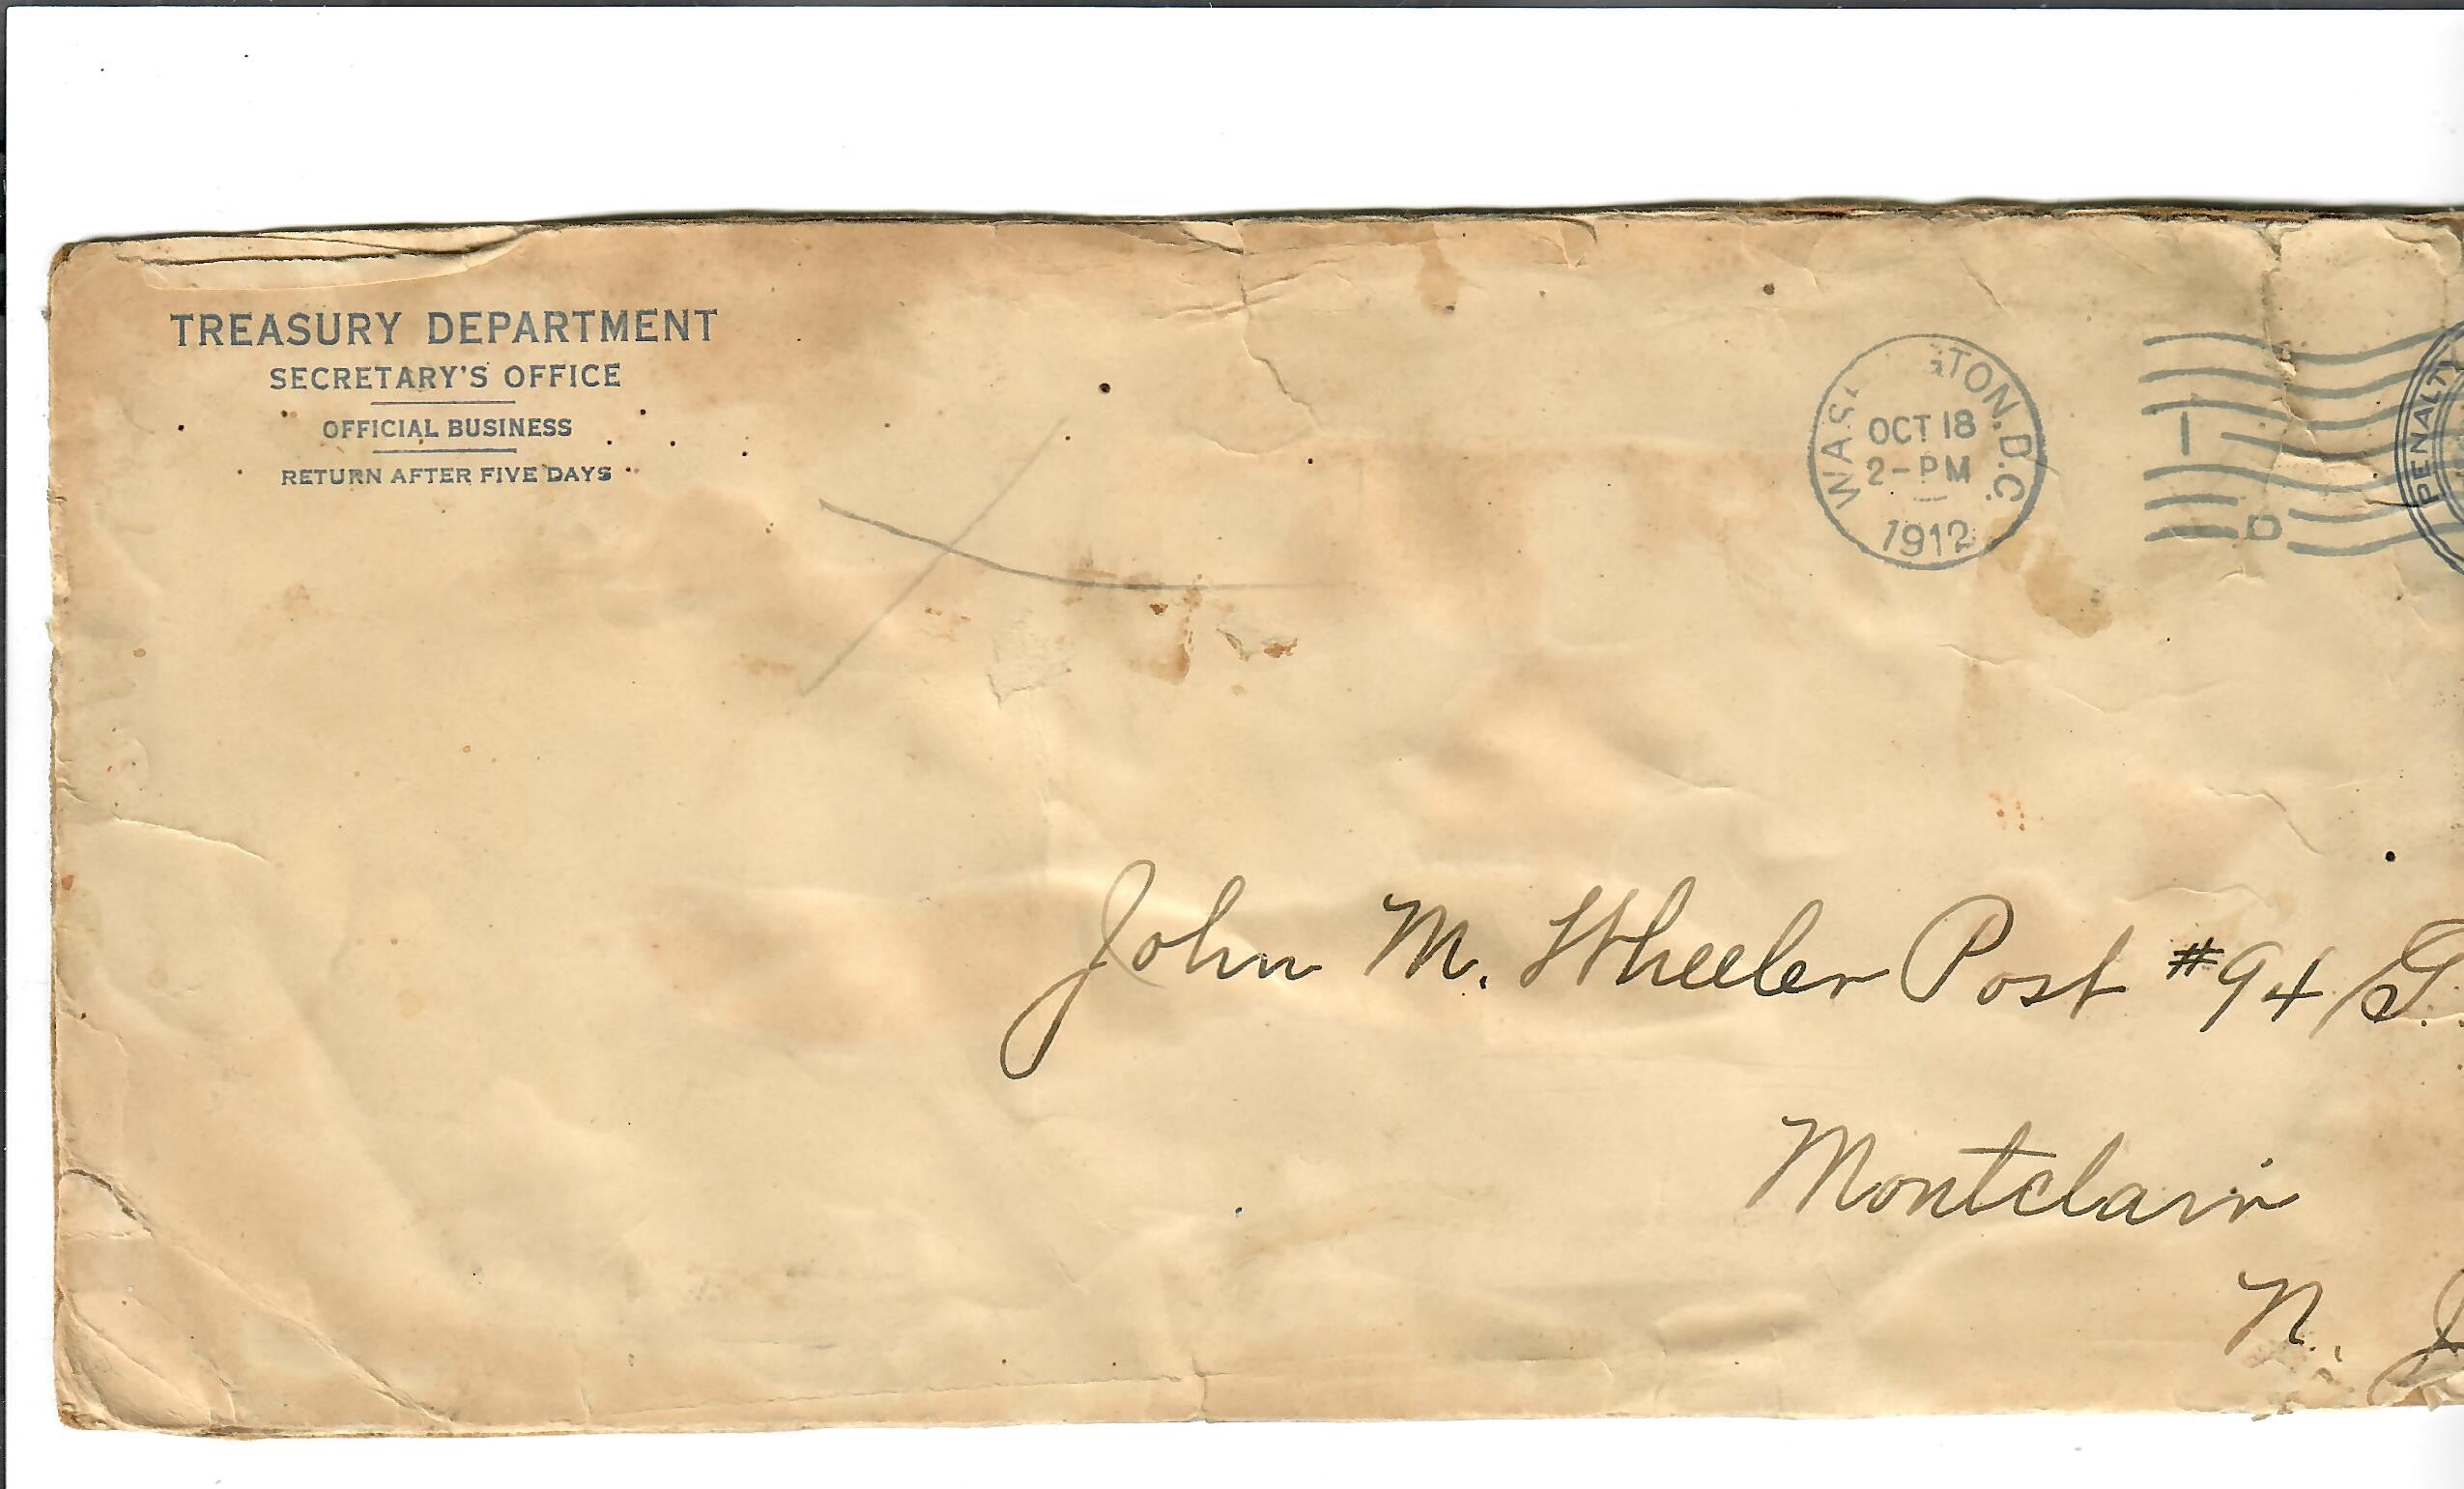 TREASURY DEPARTMENT
SECRETARY'S OFFICE
OFFICIAL BUSINESS
RETURN AFTER FIVE DAYS
OCT 18
2-PM
1912
D.C.
PENALTY
John M. Wheeler Post #94 G.
Montclair
N. J